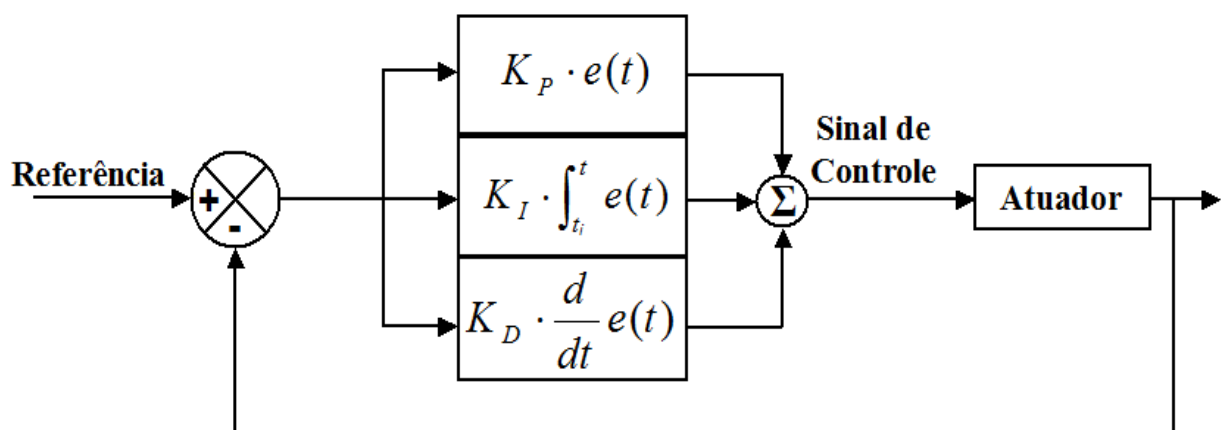 K_P · e(t)
Sinal de
Controle
Referência
+
-
K_I · ∫_{t_i}^{t} e(t)
Σ
Atuador
K_D · d/dt e(t)